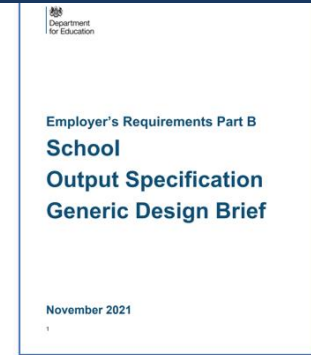 Department
for Education
Employer's Requirements Part B
School
Output Specification
Generic Design Brief
November 2021
1